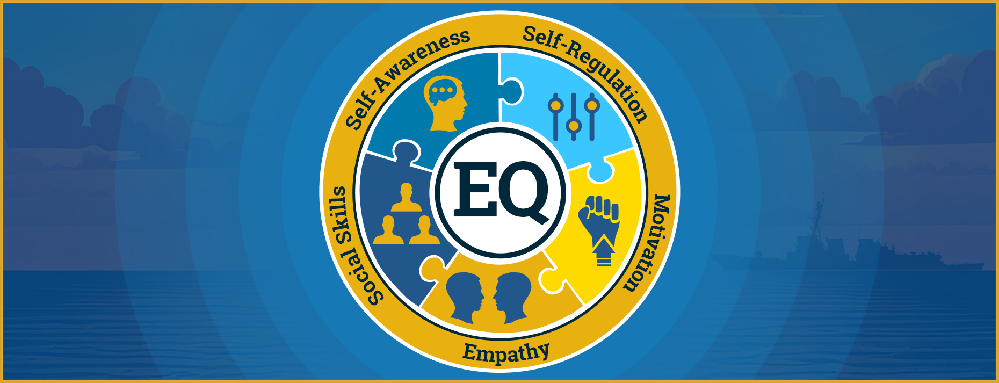 Self-Awareness
Self-Regulation
Motivation
Empathy
Social Skills
EQ